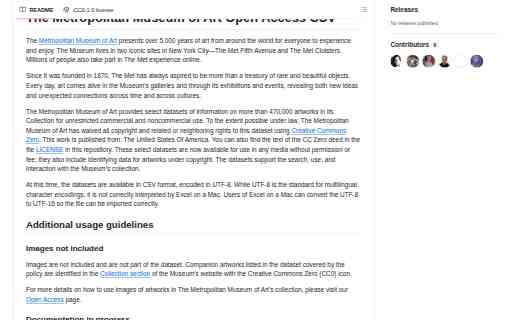 README
CC0-1.0 license
The Metropolitan Museum of Art Open Access CSV
The Metropolitan Museum of Art presents over 5,000 years of art from around the world for everyone to experience
and enjoy. The Museum lives in two iconic sites in New York City—The Met Fifth Avenue and The Met Cloisters.
Millions of people also take part in The Met experience online.
Since it was founded in 1870, The Met has always aspired to be more than a treasury of rare and beautiful objects.
Every day, art comes alive in the Museum's galleries and through its exhibitions and events, revealing both new ideas
and unexpected connections across time and across cultures.
The Metropolitan Museum of Art provides select datasets of information on more than 470,000 artworks in its
Collection for unrestricted commercial and noncommercial use. To the extent possible under law, The Metropolitan
Museum of Art has waived all copyright and related or neighboring rights to this dataset using Creative Commons
Zero. This work is published from: The United States Of America. You can also find the text of the CC Zero deed in the
file LICENSE in this repository. These select datasets are now available for use in any media without permission or
fee; they also include identifying data for artworks under copyright. The datasets support the search, use, and
interaction with the Museum's collection.
At this time, the datasets are available in CSV format, encoded in UTF-8. While UTF-8 is the standard for multilingual
character encodings, it is not correctly interpreted by Excel on a Mac. Users of Excel on a Mac can convert the UTF-8
to UTF-16 so the file can be imported correctly.
Additional usage guidelines
Images not included
Images are not included and are not part of the dataset. Companion artworks listed in the dataset covered by the
policy are identified in the Collection section of the Museum's website with the Creative Commons Zero (CC0) icon.
For more details on how to use images of artworks in The Metropolitan Museum of Art's collection, please visit our
Open Access page.
Documentation in progress
Releases
No releases published
Contributors 6